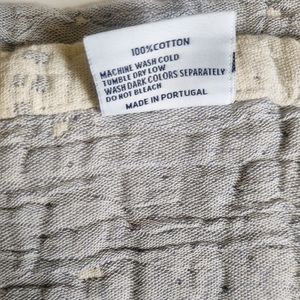 100%COTTON
MACHINE WASH COLD
TUMBLE DRY LOW
WASH DARK COLORS SEPARATELY
DO NOT BLEACH
MADE IN PORTUGAL